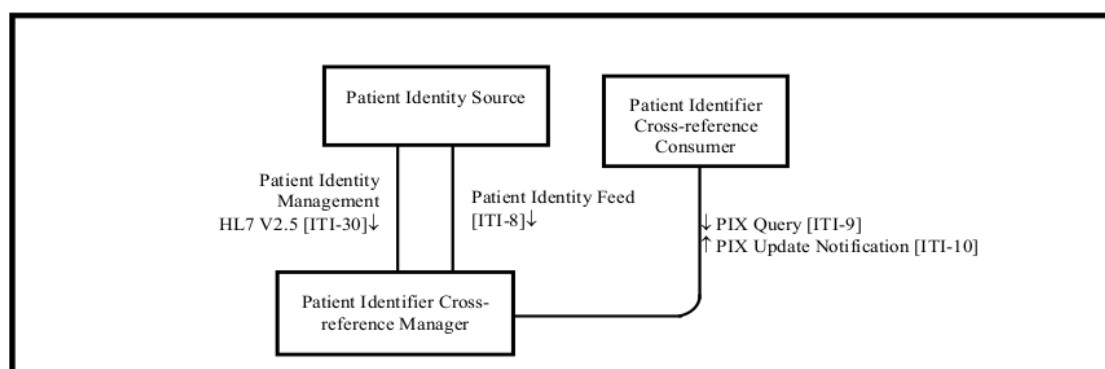 Patient Identity Source
Patient Identifier
Cross-reference
Consumer
Patient Identity
Management
HL7 V2.5 [ITI-30]↓
Patient Identity Feed
[ITI-8]↓
↓ PIX Query [ITI-9]
↑ PIX Update Notification [ITI-10]
Patient Identifier Cross-
reference Manager